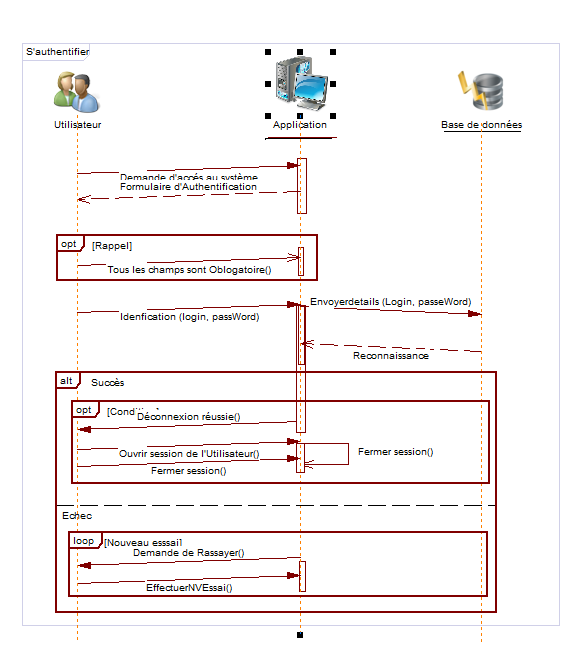 S'authentifier
Utilisateur
Application
Base de données
Demande d'accés au système
Formulaire d'Authentification
opt
[Rappel]
Tous les champs sont Oblogatoire()
Envoyerdetails (Login, passeWord)
Idenfication (login, passWord)
Reconnaissance
alt
Succès
opt
Déconnexion réussie()
Ouvrir session de l'Utilisateur()
Fermer session()
Fermer session()
Echec
loop
[Nouveau esssai]
Demande de Rassayer()
EffectuerNVEssai()